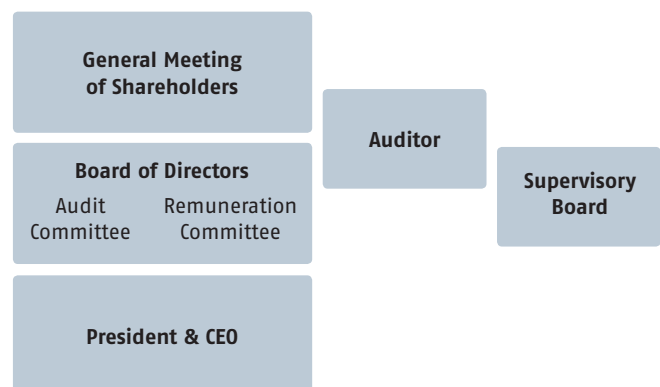 General Meeting
of Shareholders
Auditor
Board of Directors
Audit Remuneration
Committee Committee
Supervisory
Board
President & CEO